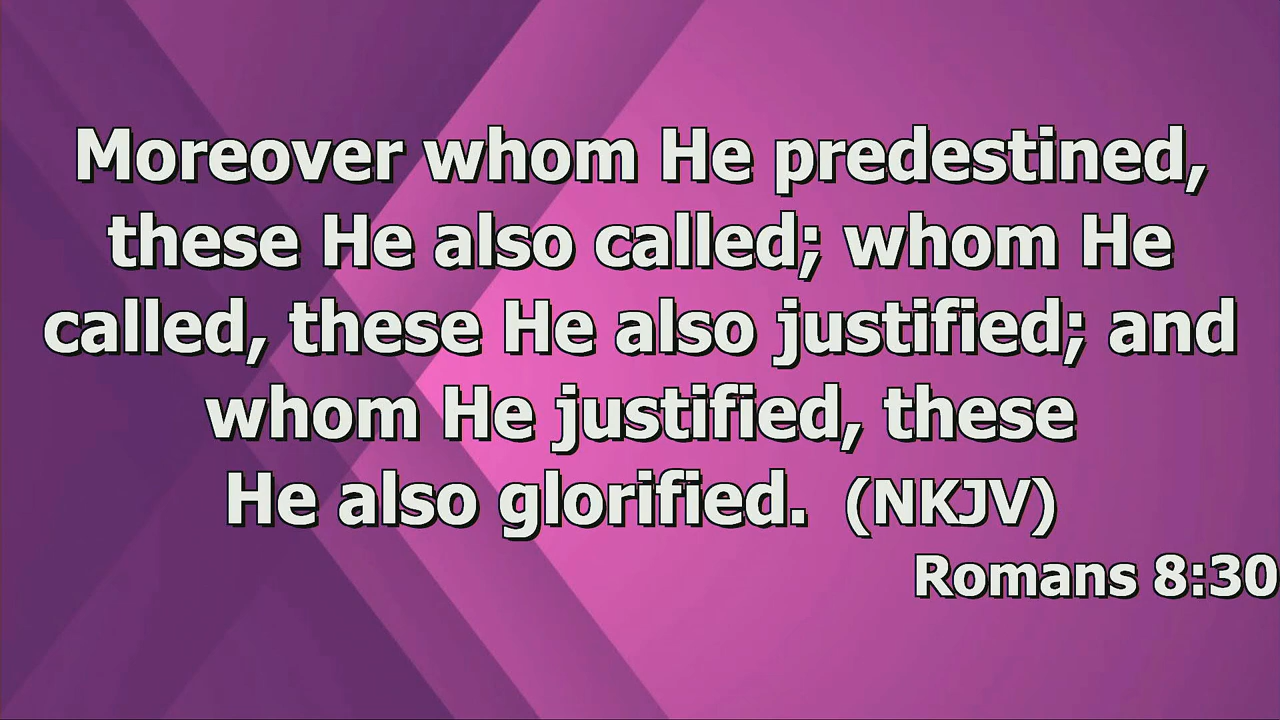 Moreover whom He predestined,
these He also called; whom He
called, these He also justified; and
whom He justified, these
He also glorified. (NKJV)
Romans 8:30